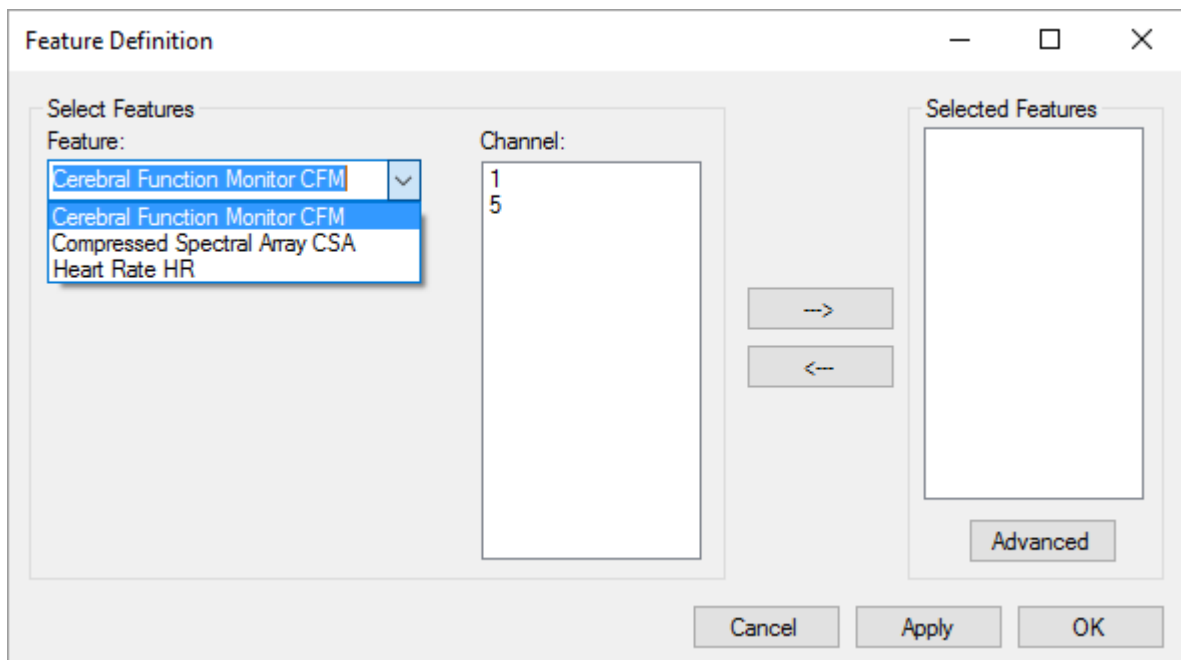 Feature Definition
Select Features
Feature:
Cerebral Function Monitor CFM
Cerebral Function Monitor CFM
Compressed Spectral Array CSA
Heart Rate HR
Channel:
1
5
--->
<---
Selected Features
Advanced
Cancel
Apply
OK